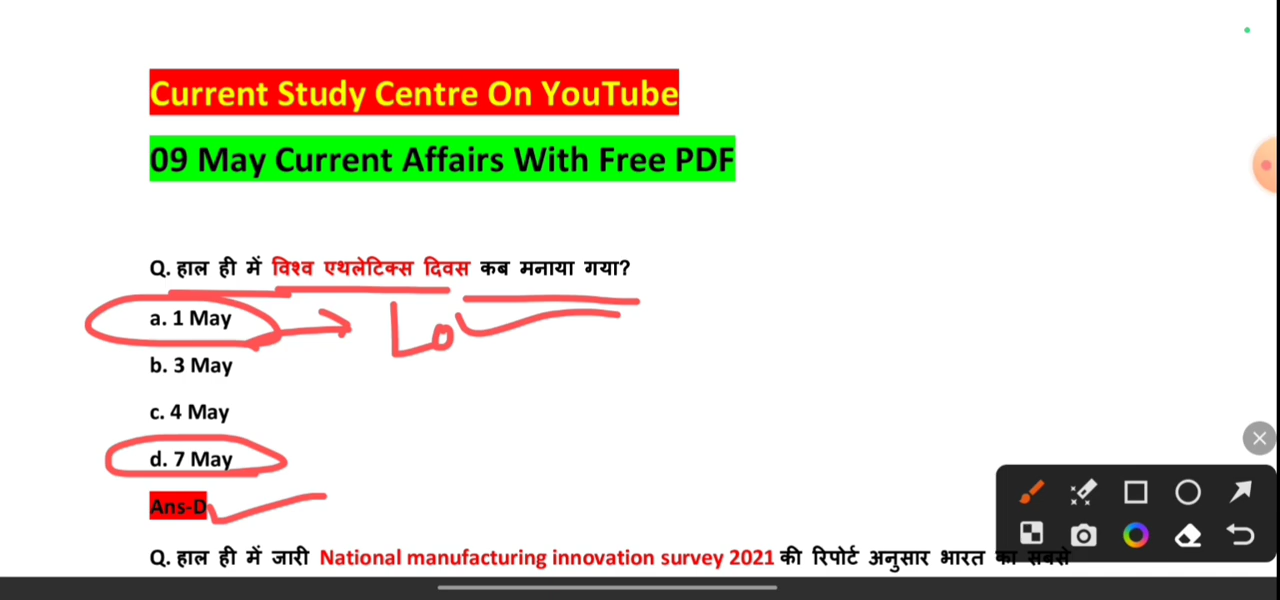 Current Study Centre On YouTube
09 May Current Affairs With Free PDF
Q. हाल ही में विश्व एथलेटिक्स दिवस कब मनाया गया?
a. 1 May
Lo
b. 3 May
c. 4 May
d. 7 May
Ans-D
Q. हाल ही में जारी National manufacturing innovation survey 2021 की रिपोर्ट अनुसार भारत का सबसे